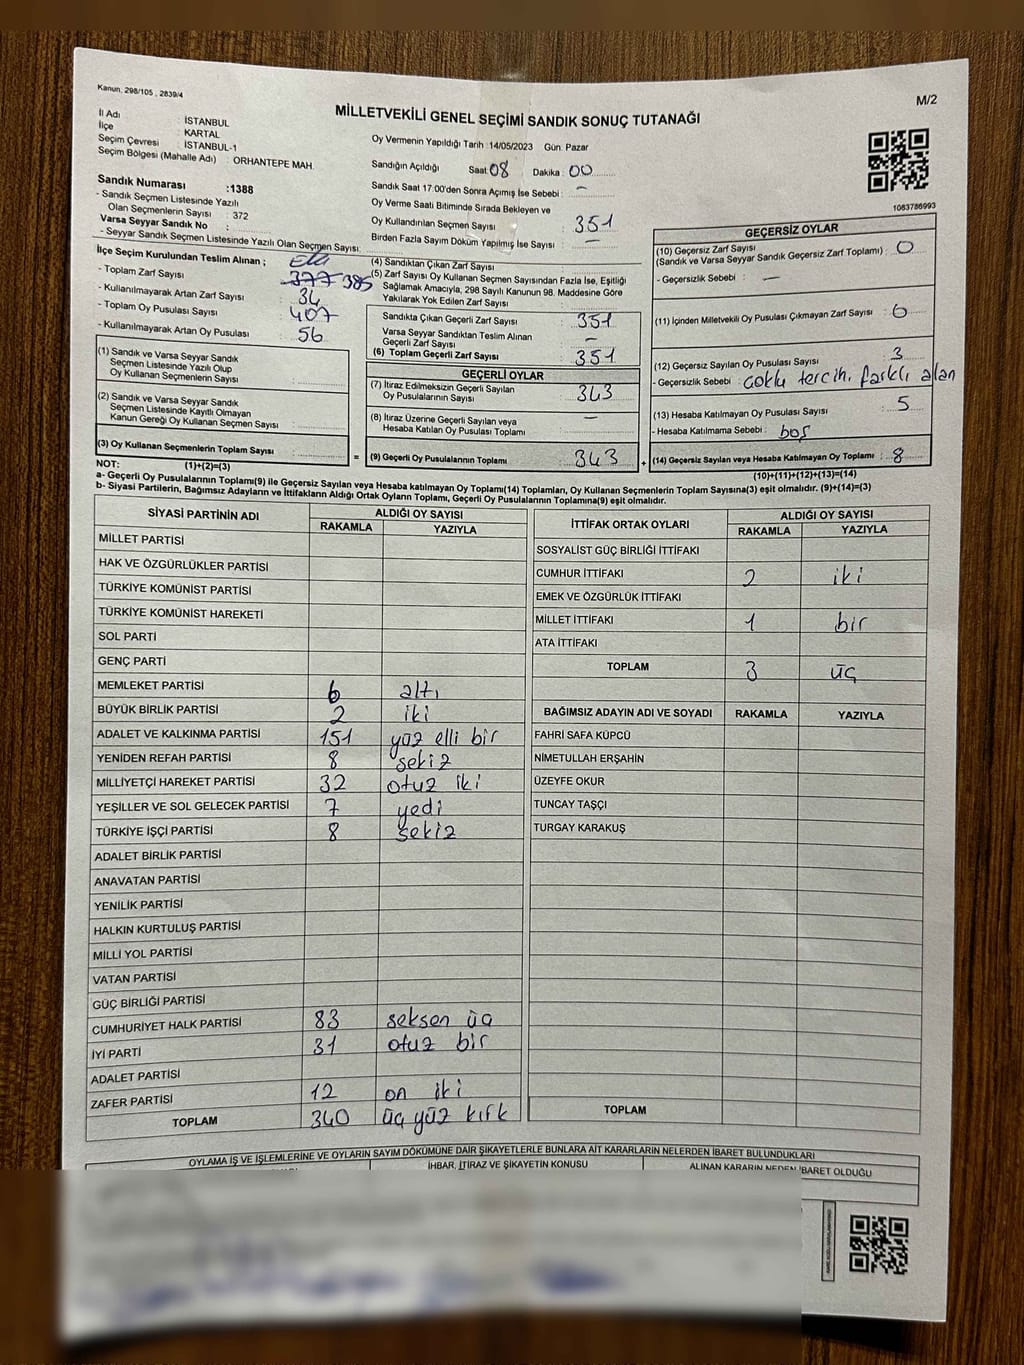 Kanun, 298/105 , 2839/4
M/2
MİLLETVEKİLİ GENEL SEÇİMİ SANDIK SONUÇ TUTANAĞI
İl Adı : İSTANBUL
İlçe : KARTAL
Seçim Çevresi : İSTANBUL-1
Seçim Bölgesi (Mahalle Adı) : ORHANTEPE MAH.
Sandık Numarası :1388
- Sandık Seçmen Listesinde Yazılı
Olan Seçmenlerin Sayısı : 372
Varsa Seyyar Sandık No :
- Seyyar Sandık Seçmen Listesinde Yazılı Olan Seçmen Sayısı:
Oy Vermenin Yapıldığı Tarih :14/05/2023 Gün. Pazar
Sandığın Açıldığı Saat 08 Dakika : 00
Sandık Saat 17:00'den Sonra Açımış İse Sebebi : –
Oy Verme Saati Bitiminde Sırada Bekleyen ve
Oy Kullandırılan Seçmen Sayısı : 351
Birden Fazla Sayım Döküm Yapılmış İse Sayısı : –
1063786993
İlçe Seçim Kurulundan Teslim Alınan ;
- Toplam Zarf Sayısı : 377 385
- Kullanılmayarak Artan Zarf Sayısı : 34
- Toplam Oy Pusulası Sayısı : 407
- Kullanılmayarak Artan Oy Pusulası : 56
(1) Sandık ve Varsa Seyyar Sandık
Seçmen Listesinde Yazılı Olup
Oy Kullanan Seçmenlerin Sayısı :
(2) Sandık ve Varsa Seyyar Sandık
Seçmen Listesinde Kayıtlı Olmayan
Kanun Gereği Oy Kullanan Seçmen Sayısı :
(3) Oy Kullanan Seçmenlerin Toplam Sayısı :
(1)+(2)=(3)
(4) Sandıktan Çıkan Zarf Sayısı :
(5) Zarf Sayısı Oy Kullanan Seçmen Sayısından Fazla İse, Eşitliği
Sağlamak Amacıyla, 298 Sayılı Kanunun 98. Maddesine Göre
Yakılarak Yok Edilen Zarf Sayısı :
Sandıkta Çıkan Geçerli Zarf Sayısı : 351
Varsa Seyyar Sandıktan Teslim Alınan
Geçerli Zarf Sayısı : –
(6) Toplam Geçerli Zarf Sayısı : 351
GEÇERLİ OYLAR
(7) İtiraz Edilmeksizin Geçerli Sayılan
Oy Pusulalarının Sayısı : 343
(8) İtiraz Üzerine Geçerli Sayılan veya
Hesaba Katılan Oy Pusulası Toplamı : –
= (9) Geçerli Oy Pusulalarının Toplamı : 343 +
GEÇERSİZ OYLAR
(10) Geçersiz Zarf Sayısı
(Sandık ve Varsa Seyyar Sandık Geçersiz Zarf Toplamı) : 0
- Geçersizlik Sebebi : –
(11) İçinden Milletvekili Oy Pusulası Çıkmayan Zarf Sayısı : 0
(12) Geçersiz Sayılan Oy Pusulası Sayısı : 3
- Geçersizlik Sebebi : çoklu tercih, farklı alan
(13) Hesaba Katılmayan Oy Pusulası Sayısı : 5
- Hesaba Katılmama Sebebi : boş
(14) Geçersiz Sayılan veya Hesaba Katılmayan Oy Toplamı : 8
(10)+(11)+(12)+(13)=(14)
NOT:
a- Geçerli Oy Pusulalarının Toplamı(9) ile Geçersiz Sayılan veya Hesaba katılmayan Oy Toplamı(14) Toplamları, Oy Kullanan Seçmenlerin Toplam Sayısına(3) eşit olmalıdır. (9)+(14)=(3)
b- Siyasi Partilerin, Bağımsız Adayların ve İttifakların Aldığı Ortak Oyların Toplamı, Geçerli Oy Pusulalarının Toplamına(9) eşit olmalıdır.
SİYASİ PARTİNİN ADI ALDIĞI OY SAYISI
RAKAMLA YAZIYLA
MİLLET PARTİSİ
HAK VE ÖZGÜRLÜKLER PARTİSİ
TÜRKİYE KOMÜNİST PARTİSİ
TÜRKİYE KOMÜNİST HAREKETİ
SOL PARTİ
GENÇ PARTİ
MEMLEKET PARTİSİ 6 altı
BÜYÜK BİRLİK PARTİSİ 2 iki
ADALET VE KALKINMA PARTİSİ 151 yüz elli bir
YENİDEN REFAH PARTİSİ 8 sekiz
MİLLİYETÇİ HAREKET PARTİSİ 32 otuz iki
YEŞİLLER VE SOL GELECEK PARTİSİ 7 yedi
TÜRKİYE İŞÇİ PARTİSİ 8 sekiz
ADALET BİRLİK PARTİSİ
ANAVATAN PARTİSİ
YENİLİK PARTİSİ
HALKIN KURTULUŞ PARTİSİ
MİLLİ YOL PARTİSİ
VATAN PARTİSİ
GÜÇ BİRLİĞİ PARTİSİ
CUMHURİYET HALK PARTİSİ 83 seksen üç
İYİ PARTİ 31 otuz bir
ADALET PARTİSİ
ZAFER PARTİSİ 12 on iki
TOPLAM 340 üç yüz kırk
İTTİFAK ORTAK OYLARI ALDIĞI OY SAYISI
RAKAMLA YAZIYLA
SOSYALİST GÜÇ BİRLİĞİ İTTİFAKI
CUMHUR İTTİFAKI 2 iki
EMEK VE ÖZGÜRLÜK İTTİFAKI
MİLLET İTTİFAKI 1 bir
ATA İTTİFAKI
TOPLAM 3 üç
BAĞIMSIZ ADAYIN ADI VE SOYADI RAKAMLA YAZIYLA
FAHRİ SAFA KÜPCÜ
NİMETULLAH ERŞAHİN
ÜZEYFE OKUR
TUNCAY TAŞÇI
TURGAY KARAKUŞ
TOPLAM
OYLAMA İŞ VE İŞLEMLERİNE VE OYLARIN SAYIM DÖKÜMÜNE DAİR ŞİKAYETLERLE BUNLARA AİT KARARLARIN NELERDEN İBARET BULUNDUKLARI
İHBAR, İTİRAZ VE ŞİKAYETİN KONUSU
ALINAN KARARIN NEDEN İBARET OLDUĞU